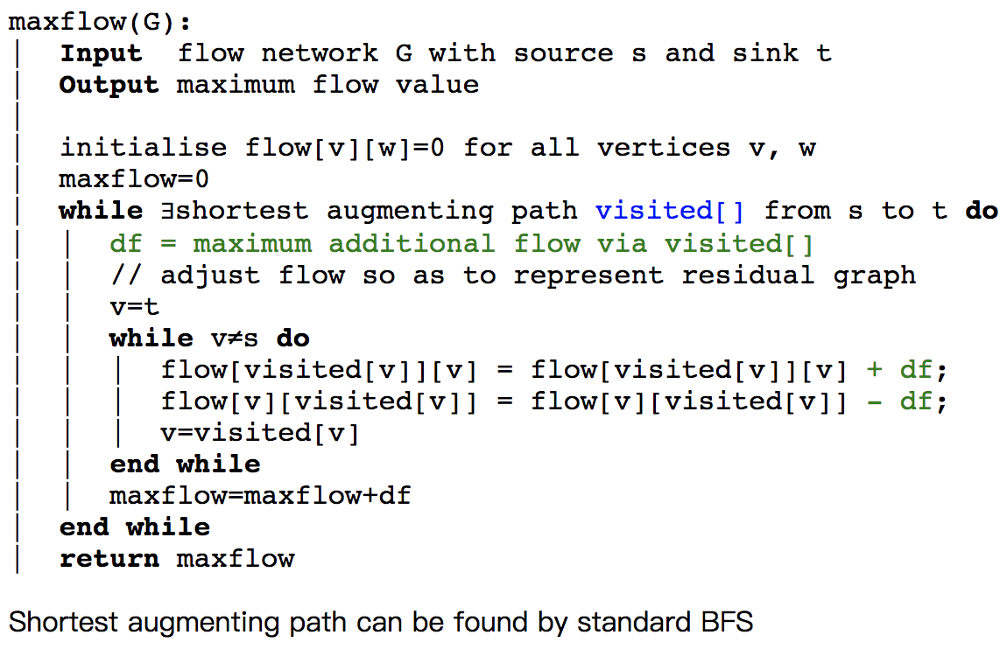 maxflow(G):
| Input flow network G with source s and sink t
| Output maximum flow value
|
| initialise flow[v][w]=0 for all vertices v, w
| maxflow=0
| while ∃shortest augmenting path visited[] from s to t do
| | df = maximum additional flow via visited[]
| | // adjust flow so as to represent residual graph
| | v=t
| | while v≠s do
| | | flow[visited[v]][v] = flow[visited[v]][v] + df;
| | | flow[v][visited[v]] = flow[v][visited[v]] - df;
| | | v=visited[v]
| | end while
| | maxflow=maxflow+df
| end while
| return maxflow
Shortest augmenting path can be found by standard BFS